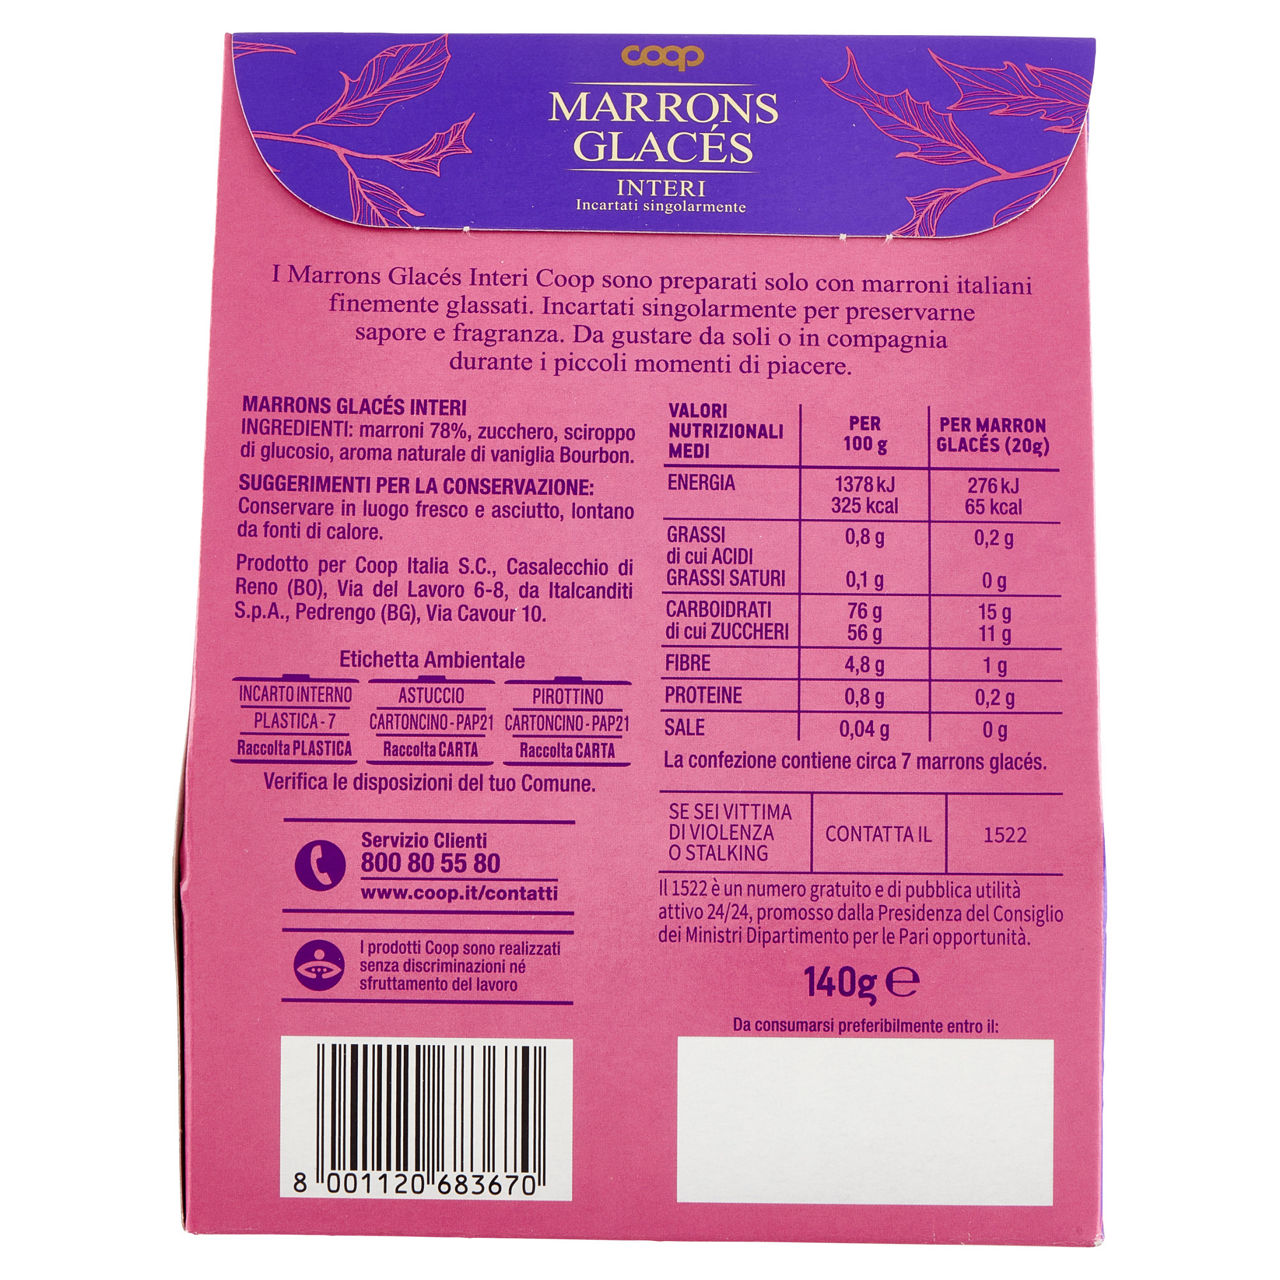 coop
MARRONS
GLACÉS
INTERI
Incartati singolarmente
I Marrons Glacés Interi Coop sono preparati solo con marroni italiani
finemente glassati. Incartati singolarmente per preservarne
sapore e fragranza. Da gustare da soli o in compagnia
durante i piccoli momenti di piacere.
MARRONS GLACÉS INTERI
INGREDIENTI: marroni 78%, zucchero, sciroppo
di glucosio, aroma naturale di vaniglia Bourbon.
SUGGERIMENTI PER LA CONSERVAZIONE:
Conservare in luogo fresco e asciutto, lontano
da fonti di calore.
Prodotto per Coop Italia S.C., Casalecchio di
Reno (BO), Via del Lavoro 6-8, da Italcanditi
S.p.A., Pedrengo (BG), Via Cavour 10.
Etichetta Ambientale
INCARTO INTERNO ASTUCCIO PIROTTINO
PLASTICA - 7 CARTONCINO - PAP21 CARTONCINO - PAP21
Raccolta PLASTICA Raccolta CARTA Raccolta CARTA
Verifica le disposizioni del tuo Comune.
Servizio Clienti
800 80 55 80
www.coop.it/contatti
I prodotti Coop sono realizzati
senza discriminazioni né
sfruttamento del lavoro
8 001120 683670
VALORI
NUTRIZIONALI
MEDI
PER
100 g
PER MARRON
GLACÉS (20g)
ENERGIA 1378 kJ 276 kJ
325 kcal 65 kcal
GRASSI 0,8 g 0,2 g
di cui ACIDI
GRASSI SATURI 0,1 g 0 g
CARBOIDRATI 76 g 15 g
di cui ZUCCHERI 56 g 11 g
FIBRE 4,8 g 1 g
PROTEINE 0,8 g 0,2 g
SALE 0,04 g 0 g
La confezione contiene circa 7 marrons glacés.
SE SEI VITTIMA
DI VIOLENZA
O STALKING
CONTATTA IL
1522
Il 1522 è un numero gratuito e di pubblica utilità
attivo 24/24, promosso dalla Presidenza del Consiglio
dei Ministri Dipartimento per le Pari opportunità.
140g ℮
Da consumarsi preferibilmente entro il: